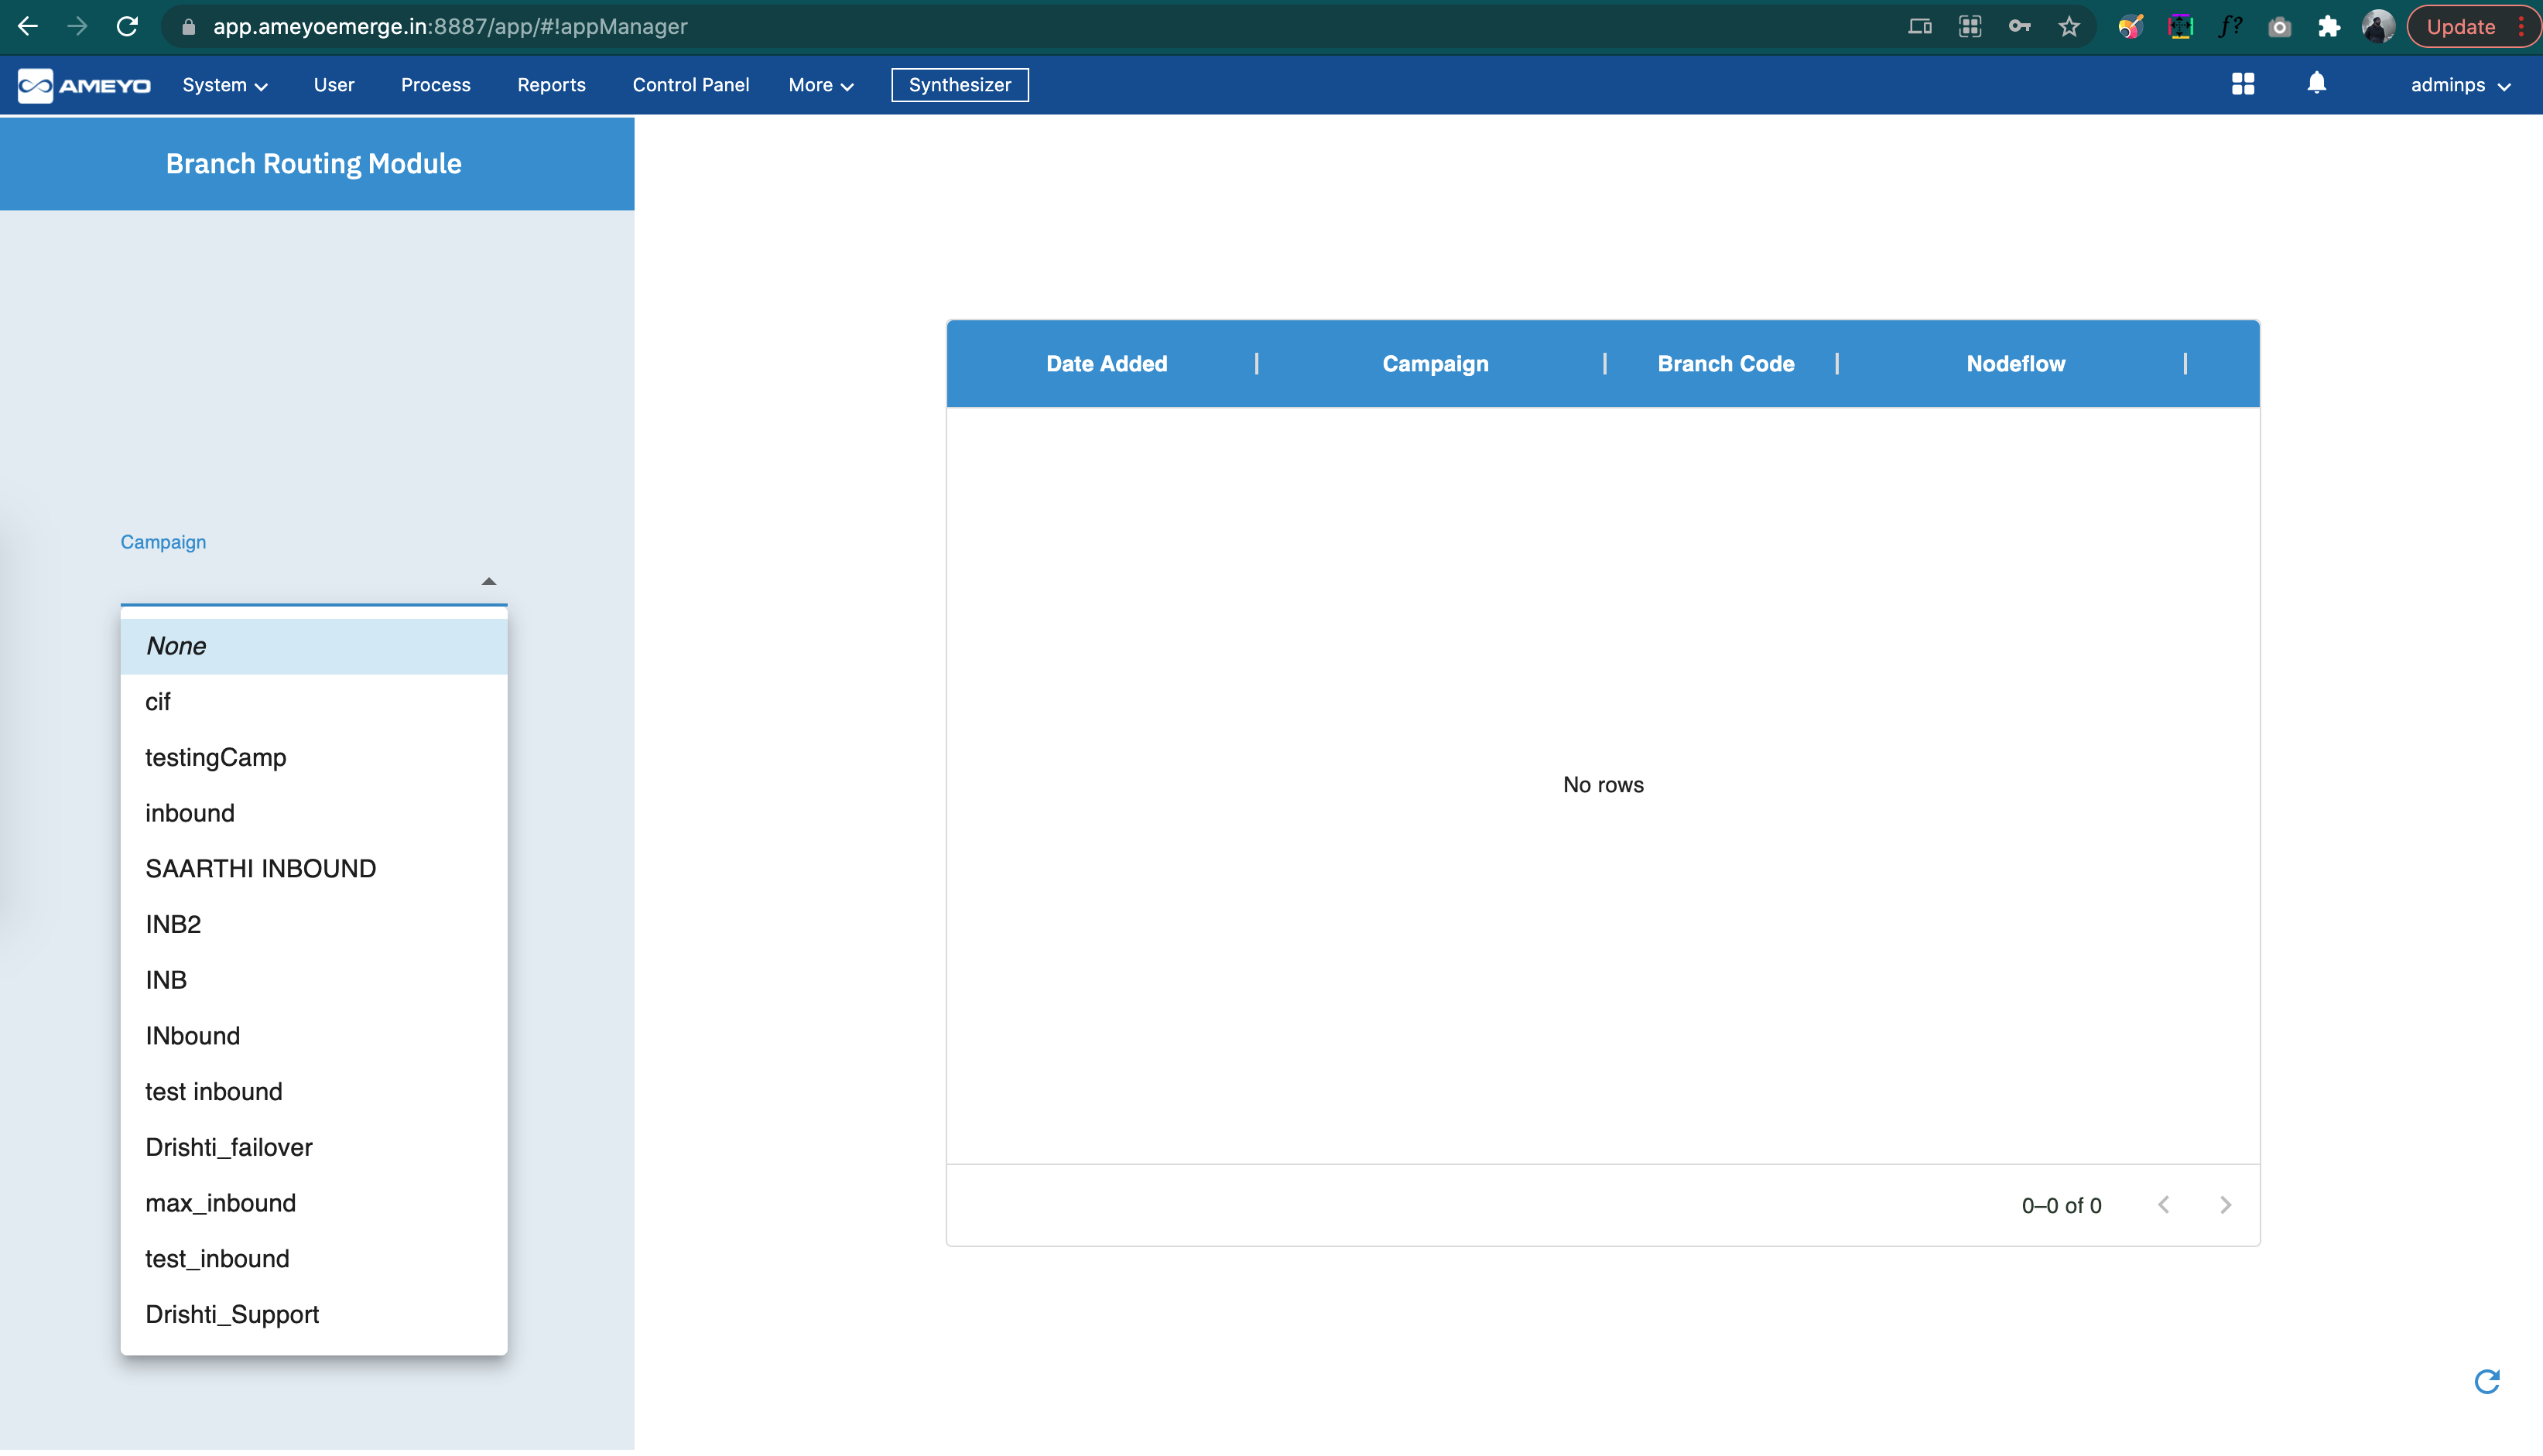 app.ameyoemerge.in:8887/app/#!appManager
f?
Update
AMEYO
System
User
Process
Reports
Control Panel
More
Synthesizer
adminps
Branch Routing Module
Campaign
None
cif
testingCamp
inbound
SAARTHI INBOUND
INB2
INB
INbound
test inbound
Drishti_failover
max_inbound
test_inbound
Drishti_Support
Date Added
Campaign
Branch Code
Nodeflow
No rows
0–0 of 0